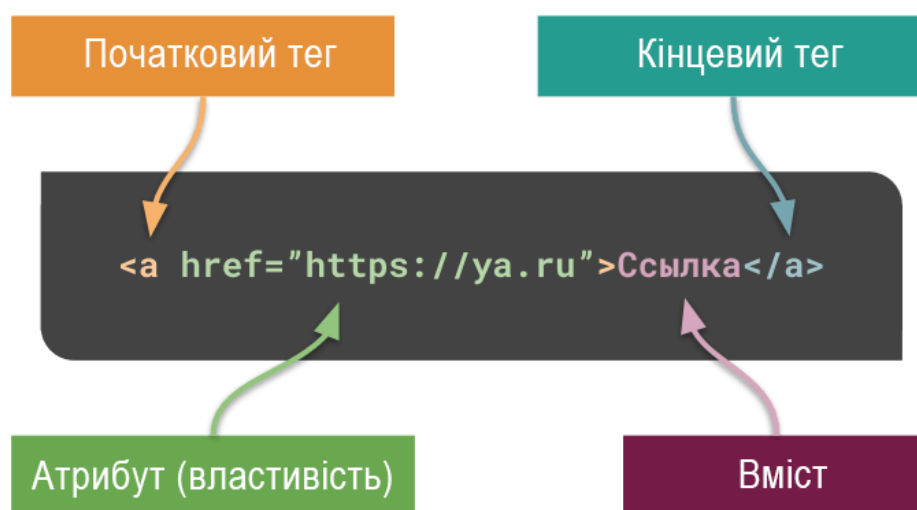 Початковий тег
Кінцевий тег
<a href=”https://ya.ru”>Ссылка</a>
Атрибут (властивість)
Вміст